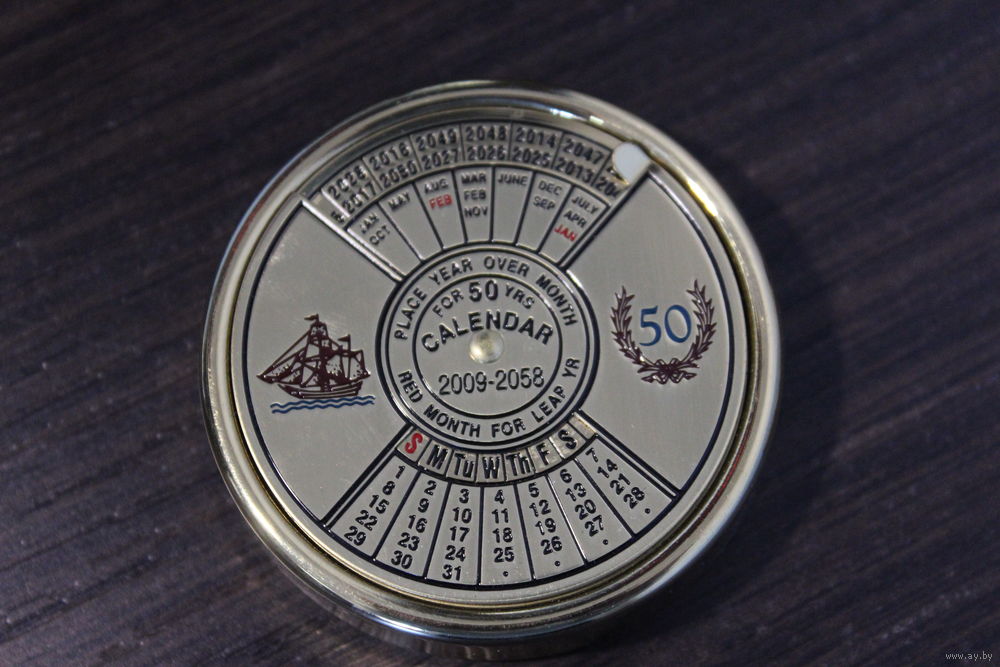 2049 2048 2014 2047
2027 2026 2025 2013
2017
JAN
OCT
MAY
AUG
FEB
MAR
FEB
NOV
JUNE
DEC
SEP
JULY
APR
JAN
PLACE YEAR OVER MONTH
FOR 50 YRS
CALENDAR
2009-2058
RED MONTH FOR LEAP YR
50
S M Tu W Th F S
1 2 3 4 5 6 7
8 9 10 11 12 13 14
15 16 17 18 19 20 21
22 23 24 25 26 27 28
29 30 31
www.ay.by